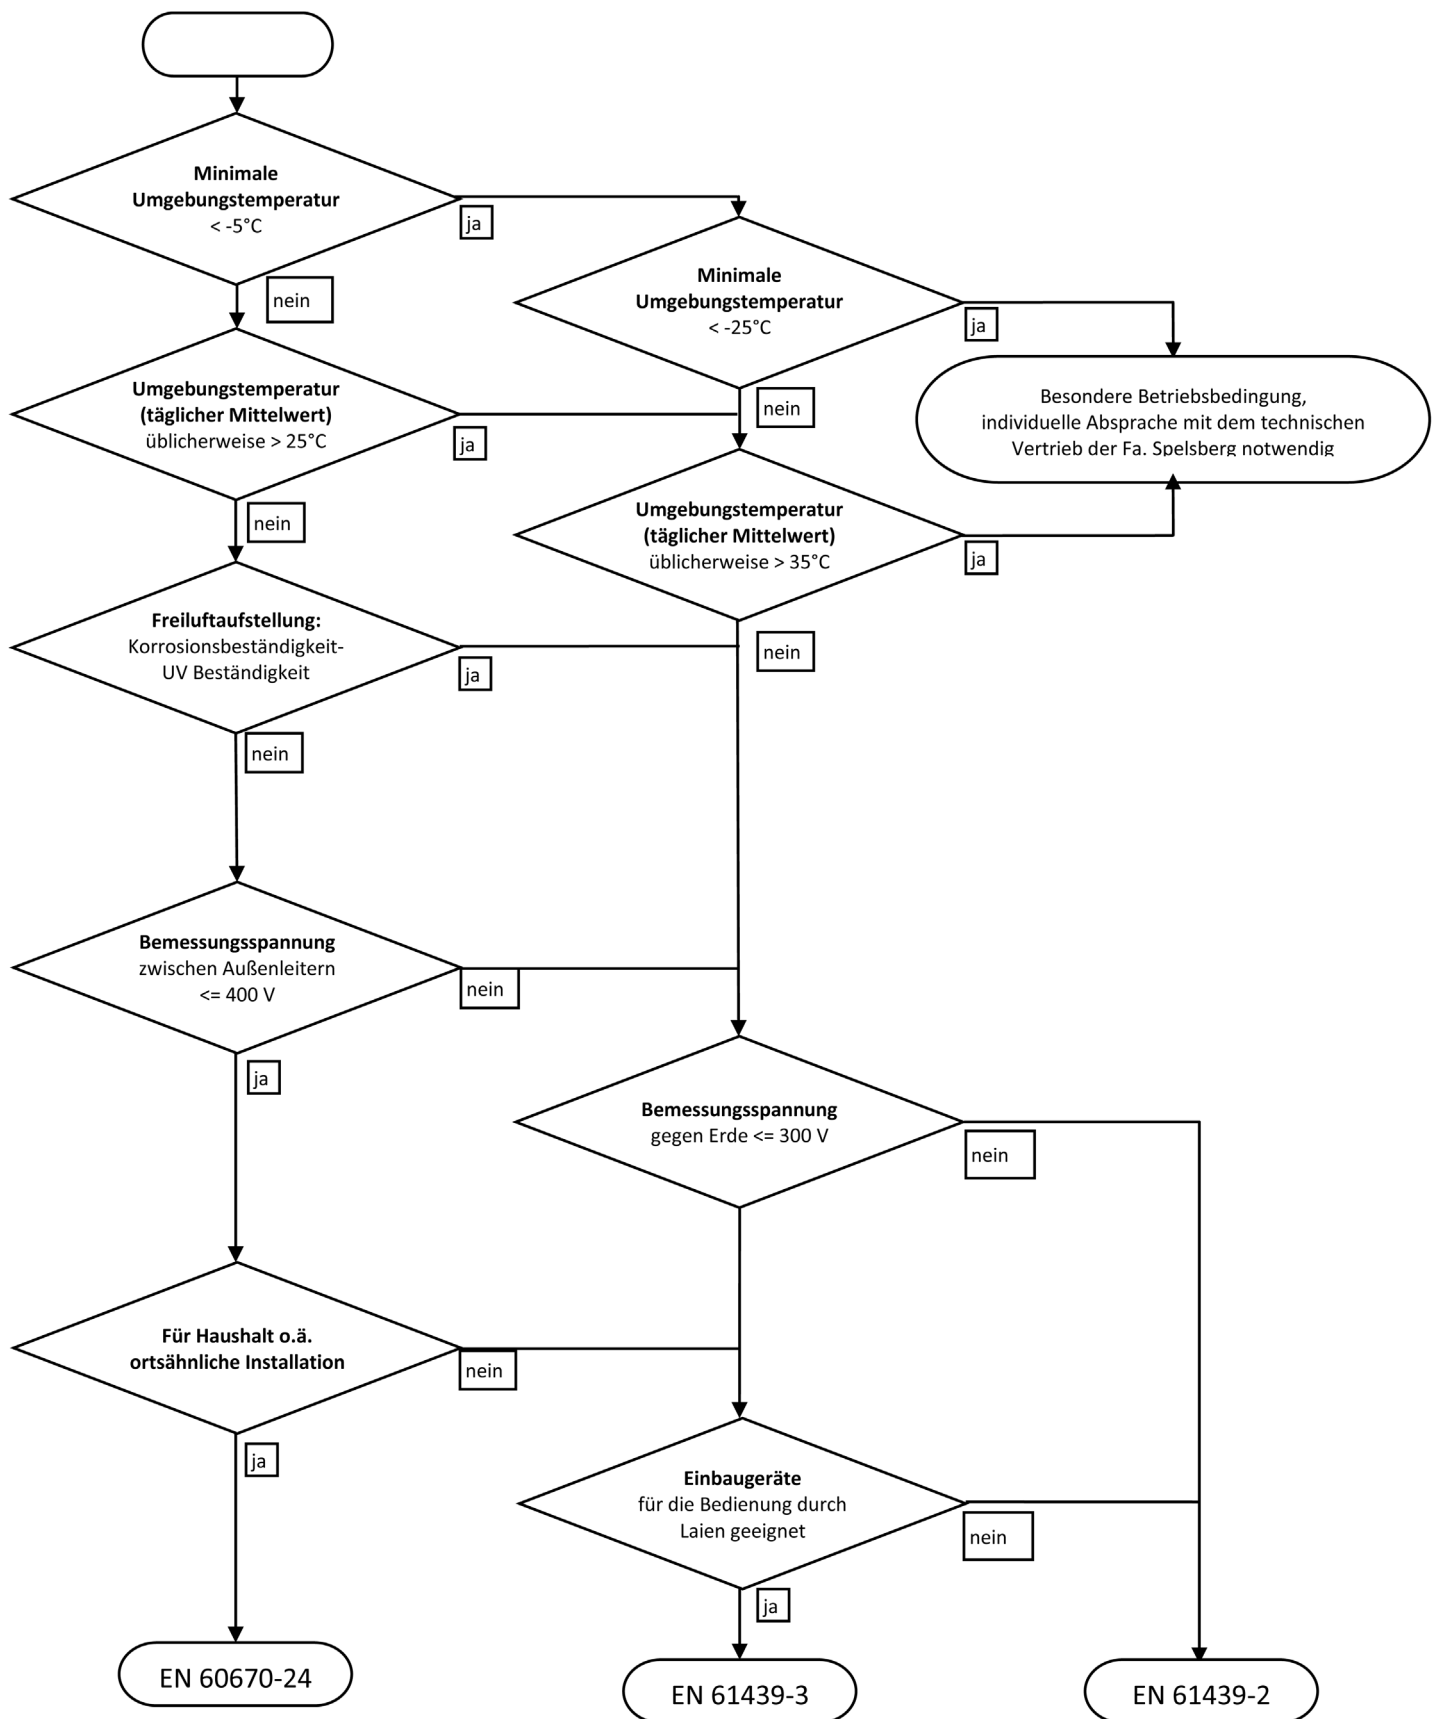 Minimale
Umgebungstemperatur
< -5°C
ja
nein
Minimale
Umgebungstemperatur
< -25°C
ja
nein
Besondere Betriebsbedingung,
individuelle Absprache mit dem technischen
Vertrieb der Fa. Spelsberg notwendig
Umgebungstemperatur
(täglicher Mittelwert)
üblicherweise > 25°C
ja
nein
Umgebungstemperatur
(täglicher Mittelwert)
üblicherweise > 35°C
ja
nein
Freiluftaufstellung:
Korrosionsbeständigkeit-
UV Beständigkeit
ja
nein
Bemessungsspannung
zwischen Außenleitern
<= 400 V
nein
ja
Bemessungsspannung
gegen Erde <= 300 V
nein
Für Haushalt o.ä.
ortsähnliche Installation
nein
ja
Einbaugeräte
für die Bedienung durch
Laien geeignet
nein
ja
EN 60670-24
EN 61439-3
EN 61439-2